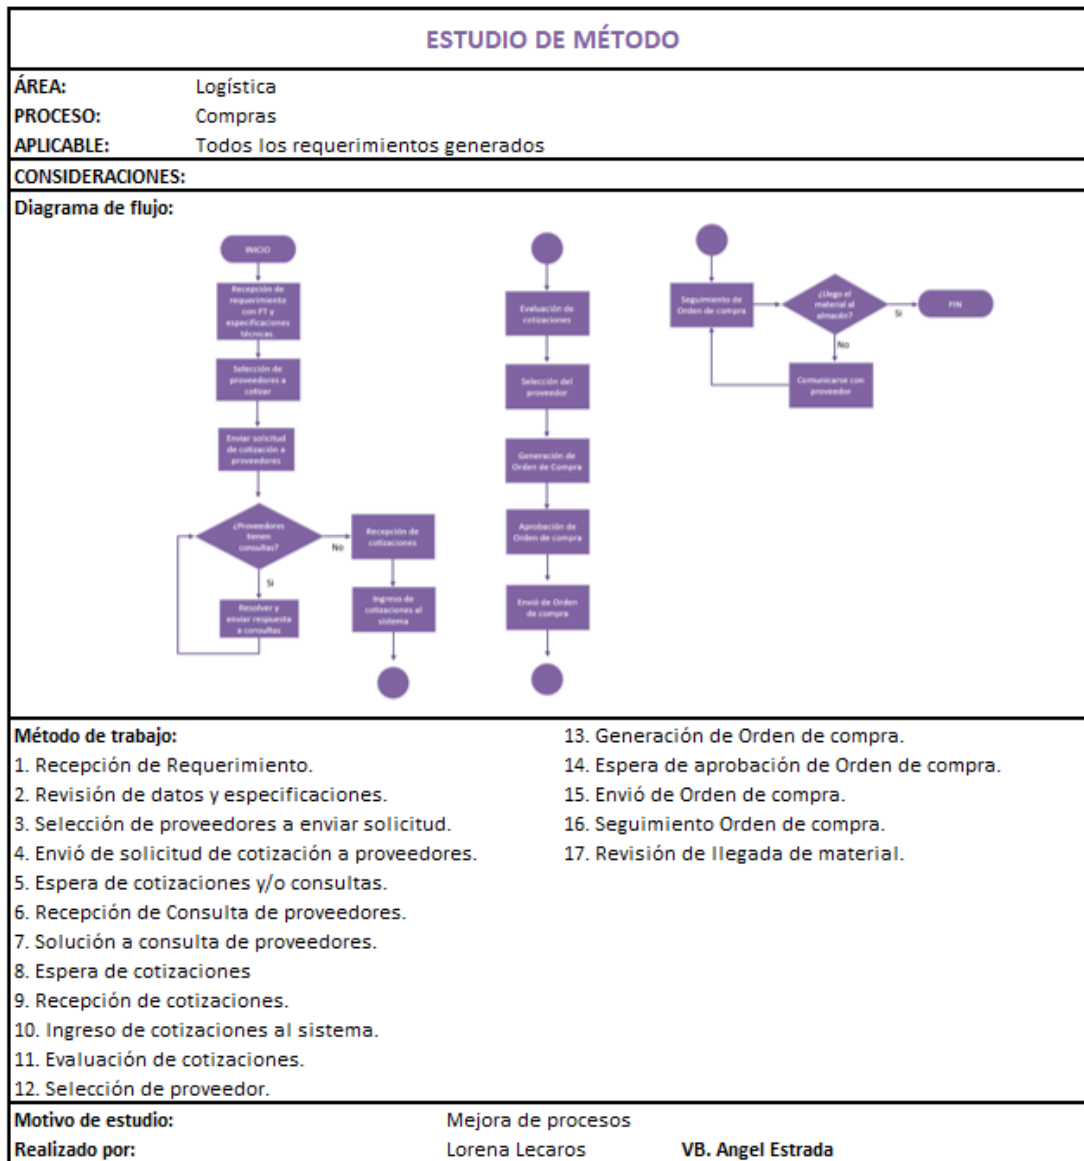 ESTUDIO DE MÉTODO
ÁREA: Logística
PROCESO: Compras
APLICABLE: Todos los requerimientos generados
CONSIDERACIONES:
Diagrama de flujo:
INICIO
Recepción de
requerimiento
con FT y
especificaciones
técnicas.
Selección de
proveedores a
cotizar
Enviar solicitud
de cotización a
proveedores
¿Proveedores
tienen
consultas?
No
Si
Resolver y
enviar respuesta
a consultas
Recepción de
cotizaciones
Ingreso de
cotizaciones al
sistema
Evaluación de
cotizaciones
Selección del
proveedor
Generación de
Orden de Compra
Aprobación de
Orden de compra
Envió de Orden
de compra
Seguimiento de
Orden de compra
¿Llego el
material al
almacén?
Si
FIN
No
Comunicarse con
proveedor
Método de trabajo:
1. Recepción de Requerimiento.
2. Revisión de datos y especificaciones.
3. Selección de proveedores a enviar solicitud.
4. Envió de solicitud de cotización a proveedores.
5. Espera de cotizaciones y/o consultas.
6. Recepción de Consulta de proveedores.
7. Solución a consulta de proveedores.
8. Espera de cotizaciones
9. Recepción de cotizaciones.
10. Ingreso de cotizaciones al sistema.
11. Evaluación de cotizaciones.
12. Selección de proveedor.
13. Generación de Orden de compra.
14. Espera de aprobación de Orden de compra.
15. Envió de Orden de compra.
16. Seguimiento Orden de compra.
17. Revisión de llegada de material.
Motivo de estudio: Mejora de procesos
Realizado por: Lorena Lecaros VB. Angel Estrada